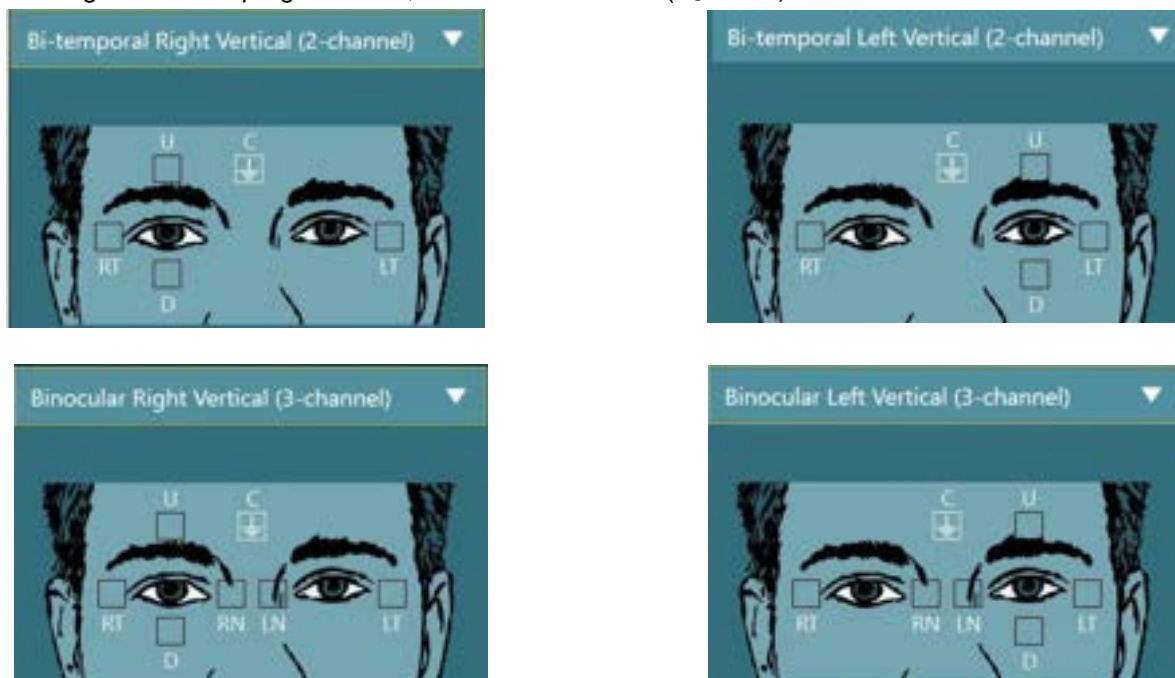 Bi-temporal Right Vertical (2-channel)
U C
RT LT
D
Bi-temporal Left Vertical (2-channel)
C U
RT LT
D
Binocular Right Vertical (3-channel)
U C
RT RN LN LT
D
Binocular Left Vertical (3-channel)
C U
RT RN LN LT
D